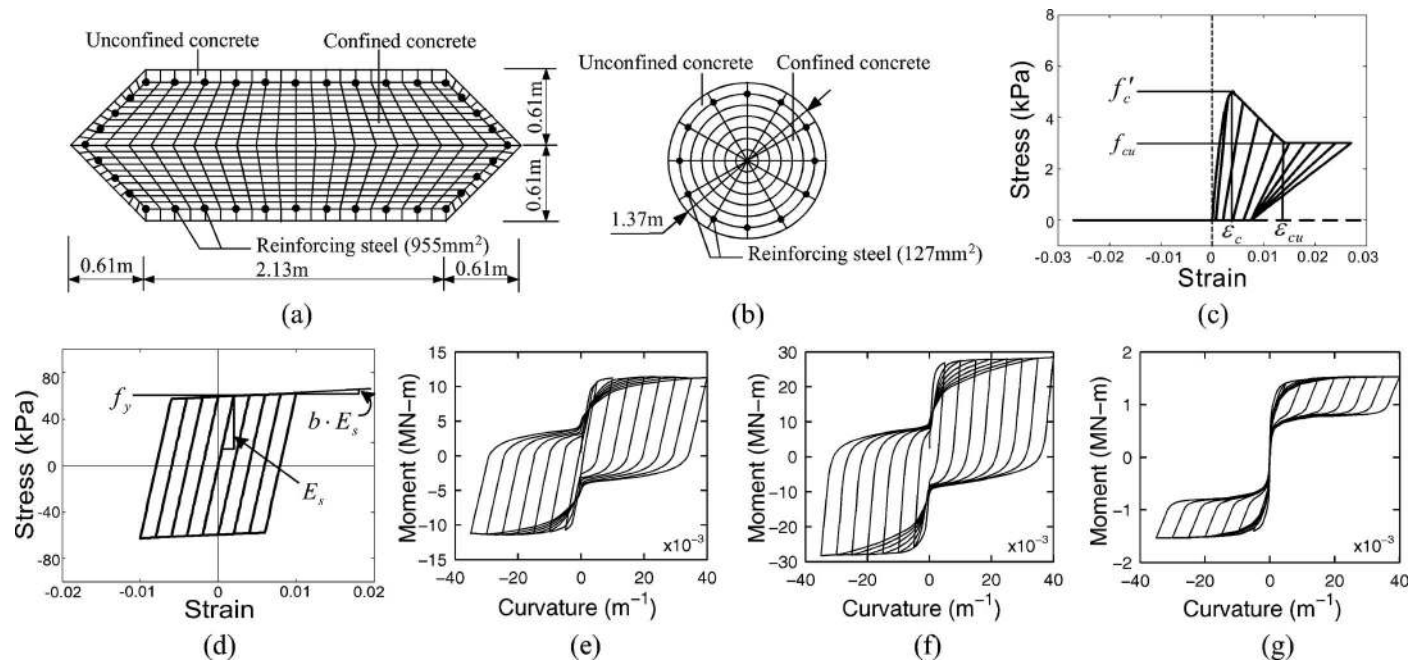 Unconfined concrete
Confined concrete
0.61m
0.61m
Reinforcing steel (955mm²)
0.61m
2.13m
0.61m
(a)
Unconfined concrete
Confined concrete
1.37m
Reinforcing steel (127mm²)
(b)
Stress (kPa)
8
6
4
2
0
f'c
fcu
εc
εcu
-0.03 -0.02 -0.01 0 0.01 0.02 0.03
Strain
(c)
Stress (kPa)
80
40
0
-40
-80
fy
b · Es
Es
-0.02 -0.01 0 0.01 0.02
Strain
(d)
Moment (MN–m)
15
10
5
0
−5
−10
−15
x10⁻³
−40 −20 0 20 40
Curvature (m⁻¹)
(e)
Moment (MN–m)
30
20
10
0
−10
−20
−30
x10⁻³
−40 −20 0 20 40
Curvature (m⁻¹)
(f)
Moment (MN–m)
2
1
0
−1
−2
x10⁻³
−40 −20 0 20 40
Curvature (m⁻¹)
(g)